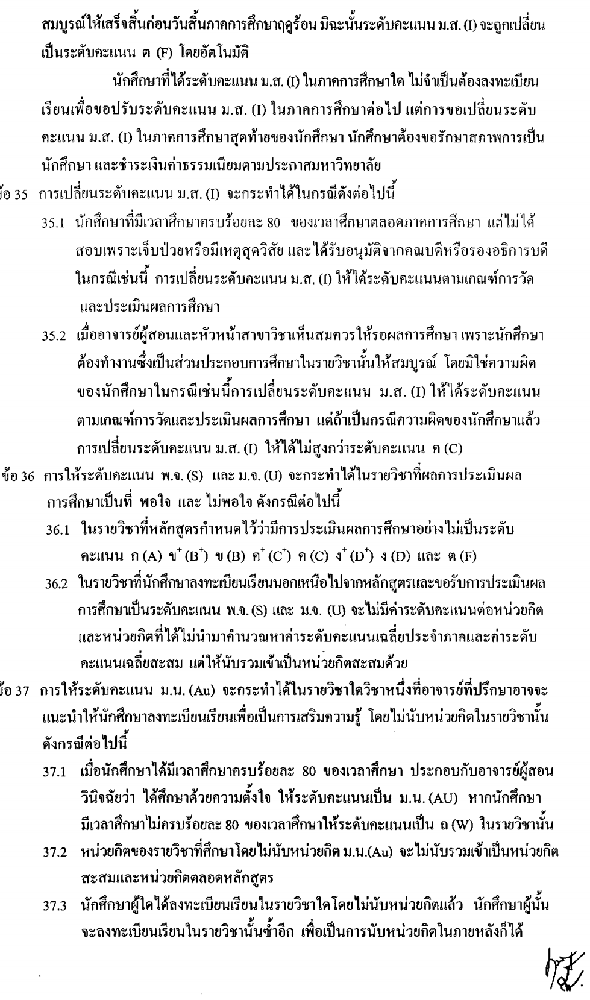 สมบูรณ์ให้เสร็จสิ้นก่อนวันสิ้นภาคการศึกษาฤดูร้อน มิฉะนั้นระดับคะแนน ม.ส. (I) จะถูกเปลี่ยน
เป็นระดับคะแนน ต (F) โดยอัตโนมัติ
นักศึกษาที่ได้ระดับคะแนน ม.ส. (I) ในภาคการศึกษาใด ไม่จำเป็นต้องลงทะเบียน
เรียนเพื่อขอปรับระดับคะแนน ม.ส. (I) ในภาคการศึกษาต่อไป แต่การขอเปลี่ยนระดับ
คะแนน ม.ส. (I) ในภาคการศึกษาสุดท้ายของนักศึกษา นักศึกษาต้องขอรักษาสภาพการเป็น
นักศึกษา และชำระเงินค่าธรรมเนียมตามประกาศมหาวิทยาลัย
ข้อ 35 การเปลี่ยนระดับคะแนน ม.ส. (I) จะกระทำได้ในกรณีดังต่อไปนี้
35.1 นักศึกษาที่มีเวลาศึกษาครบร้อยละ 80 ของเวลาศึกษาตลอดภาคการศึกษา แต่ไม่ได้
สอบเพราะเจ็บป่วยหรือมีเหตุสุดวิสัย และได้รับอนุมัติจากคณบดีหรือรองอธิการบดี
ในกรณีเช่นนี้ การเปลี่ยนระดับคะแนน ม.ส. (I) ให้ได้ระดับคะแนนตามเกณฑ์การวัด
และประเมินผลการศึกษา
35.2 เมื่ออาจารย์ผู้สอนและหัวหน้าสาขาวิชาเห็นสมควรให้รอผลการศึกษา เพราะนักศึกษา
ต้องทำงานซึ่งเป็นส่วนประกอบการศึกษาในรายวิชานั้นให้สมบูรณ์ โดยมิใช่ความผิด
ของนักศึกษาในกรณีเช่นนี้การเปลี่ยนระดับคะแนน ม.ส. (I) ให้ได้ระดับคะแนน
ตามเกณฑ์การวัดและประเมินผลการศึกษา แต่ถ้าเป็นกรณีความผิดของนักศึกษาแล้ว
การเปลี่ยนระดับคะแนน ม.ส. (I) ให้ได้ไม่สูงกว่าระดับคะแนน ค (C)
ข้อ 36 การให้ระดับคะแนน พ.จ. (S) และ ม.จ. (U) จะกระทำได้ในรายวิชาที่ผลการประเมินผล
การศึกษาเป็นที่ พอใจ และ ไม่พอใจ ดังกรณีต่อไปนี้
36.1 ในรายวิชาที่หลักสูตรกำหนดไว้ว่ามีการประเมินผลการศึกษาอย่างไม่เป็นระดับ
คะแนน ก (A) ข⁺ (B⁺) ข (B) ค⁺ (C⁺) ค (C) ง⁺ (D⁺) ง (D) และ ต (F)
36.2 ในรายวิชาที่นักศึกษาลงทะเบียนเรียนนอกเหนือไปจากหลักสูตรและขอรับการประเมินผล
การศึกษาเป็นระดับคะแนน พ.จ. (S) และ ม.จ. (U) จะไม่มีค่าระดับคะแนนต่อหน่วยกิต
และหน่วยกิตที่ได้ไม่นำมาคำนวณหาค่าระดับคะแนนเฉลี่ยประจำภาคและค่าระดับ
คะแนนเฉลี่ยสะสม แต่ให้นับรวมเข้าเป็นหน่วยกิตสะสมด้วย
ข้อ 37 การให้ระดับคะแนน ม.น. (Au) จะกระทำได้ในรายวิชาใดวิชาหนึ่งที่อาจารย์ที่ปรึกษาอาจจะ
แนะนำให้นักศึกษาลงทะเบียนเรียนเพื่อเป็นการเสริมความรู้ โดยไม่นับหน่วยกิตในรายวิชานั้น
ดังกรณีต่อไปนี้
37.1 เมื่อนักศึกษาได้มีเวลาศึกษาครบร้อยละ 80 ของเวลาศึกษา ประกอบกับอาจารย์ผู้สอน
วินิจฉัยว่า ได้ศึกษาด้วยความตั้งใจ ให้ระดับคะแนนเป็น ม.น. (AU) หากนักศึกษา
มีเวลาศึกษาไม่ครบร้อยละ 80 ของเวลาศึกษาให้ระดับคะแนนเป็น ถ (W) ในรายวิชานั้น
37.2 หน่วยกิตของรายวิชาที่ศึกษาโดยไม่นับหน่วยกิต ม.น.(Au) จะไม่นับรวมเข้าเป็นหน่วยกิต
สะสมและหน่วยกิตตลอดหลักสูตร
37.3 นักศึกษาผู้ใดได้ลงทะเบียนเรียนในรายวิชาใดโดยไม่นับหน่วยกิตแล้ว นักศึกษาผู้นั้น
จะลงทะเบียนเรียนในรายวิชานั้นซ้ำอีก เพื่อเป็นการนับหน่วยกิตในภายหลังก็ได้